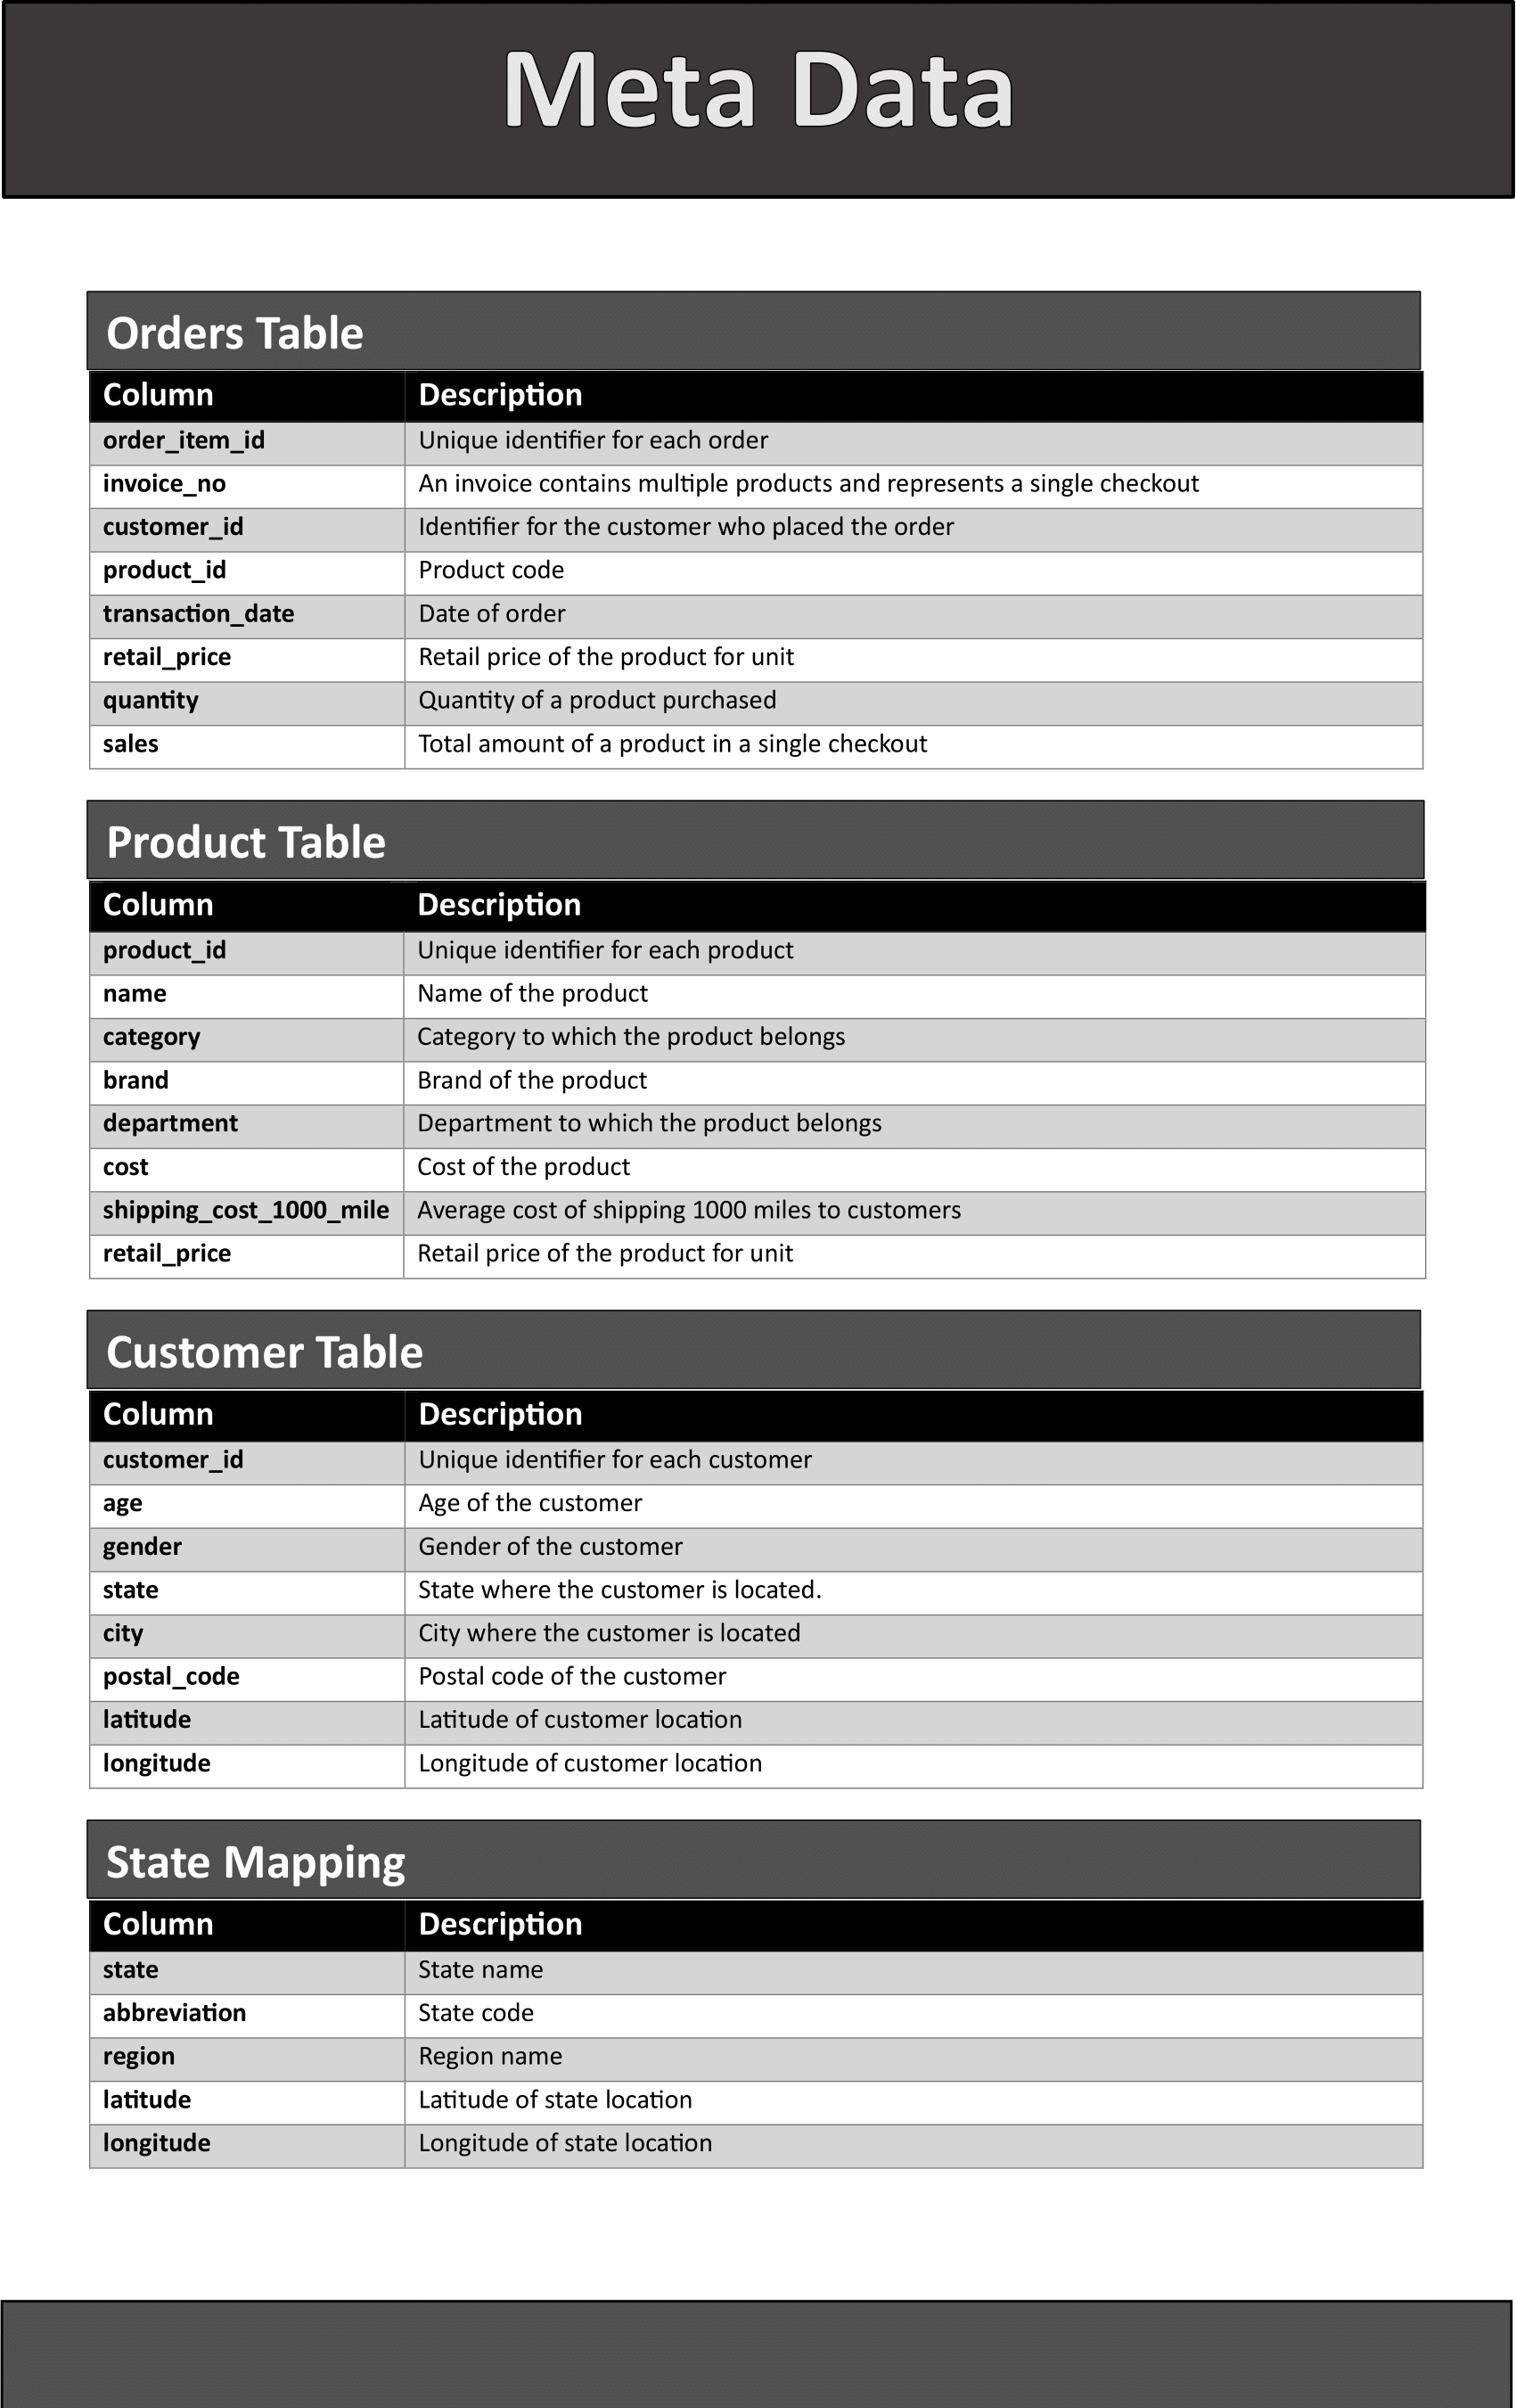 Meta Data
Orders Table
Column Description
order_item_id Unique identifier for each order
invoice_no An invoice contains multiple products and represents a single checkout
customer_id Identifier for the customer who placed the order
product_id Product code
transaction_date Date of order
retail_price Retail price of the product for unit
quantity Quantity of a product purchased
sales Total amount of a product in a single checkout
Product Table
Column Description
product_id Unique identifier for each product
name Name of the product
category Category to which the product belongs
brand Brand of the product
department Department to which the product belongs
cost Cost of the product
shipping_cost_1000_mile Average cost of shipping 1000 miles to customers
retail_price Retail price of the product for unit
Customer Table
Column Description
customer_id Unique identifier for each customer
age Age of the customer
gender Gender of the customer
state State where the customer is located.
city City where the customer is located
postal_code Postal code of the customer
latitude Latitude of customer location
longitude Longitude of customer location
State Mapping
Column Description
state State name
abbreviation State code
region Region name
latitude Latitude of state location
longitude Longitude of state location